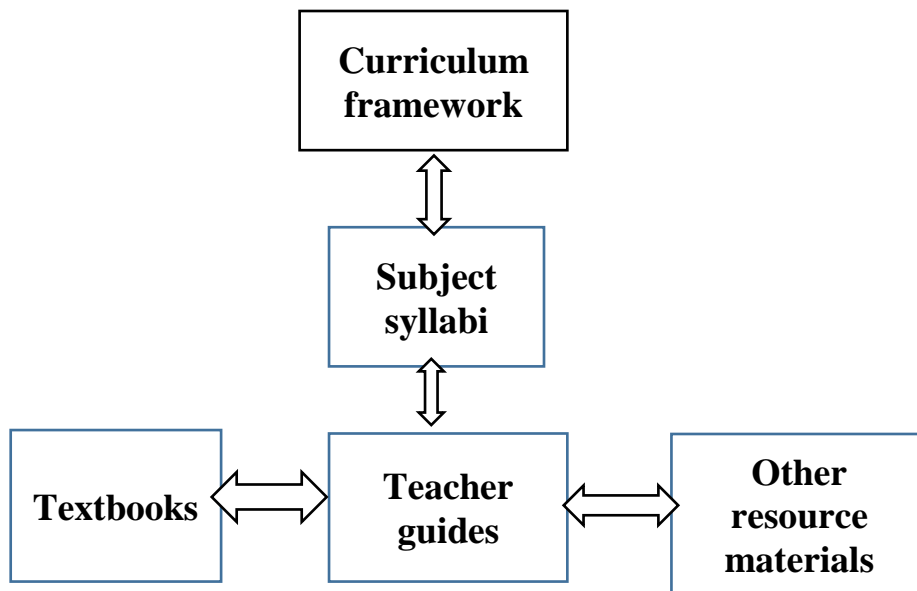 Curriculum
framework
Subject
syllabi
Textbooks
Teacher
guides
Other
resource
materials